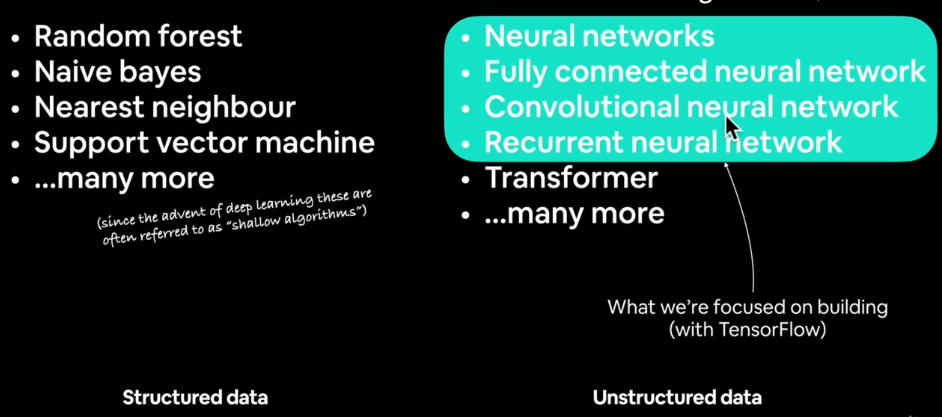 • Random forest
• Naive bayes
• Nearest neighbour
• Support vector machine
• ...many more
(since the advent of deep learning these are
often referred to as “shallow algorithms”)
Structured data
• Neural networks
• Fully connected neural network
• Convolutional neural network
• Recurrent neural network
• Transformer
• ...many more
What we’re focused on building
(with TensorFlow)
Unstructured data